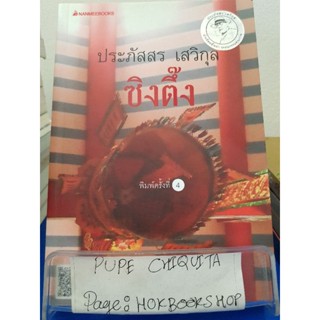 NANMEEBOOKS
ประภัสสร เสวิกุล
ชิงตึ๊ง
พิมพ์ครั้งที่ 4
PUPE CHIQUITA
Page: HOKBOOKSHOP